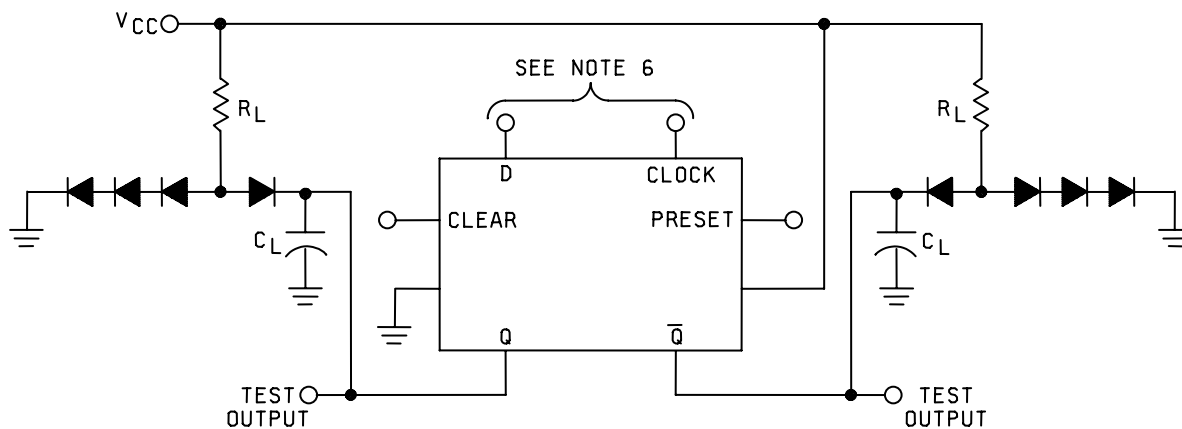 VCC
SEE NOTE 6
RL
RL
D
CLOCK
CLEAR
PRESET
CL
CL
Q
Q̅
TEST
OUTPUT
TEST
OUTPUT